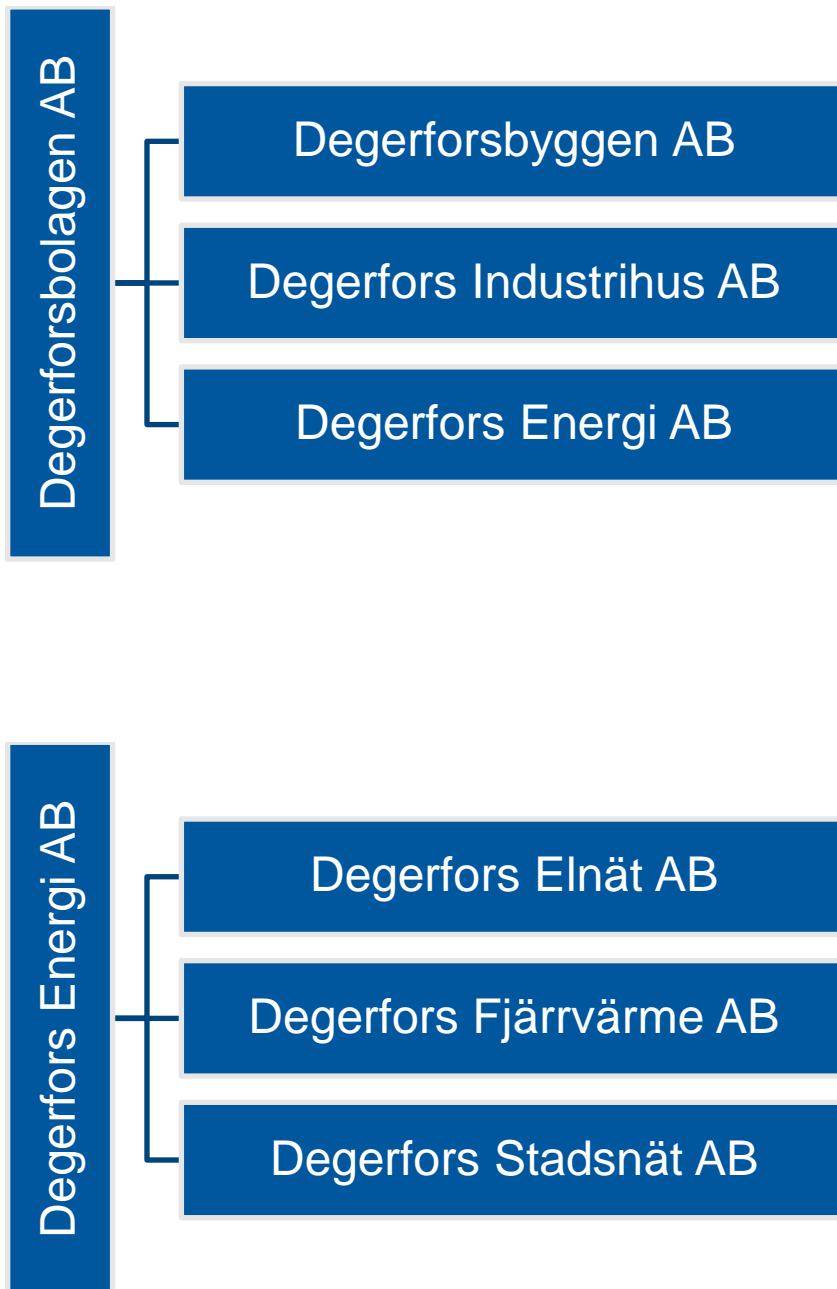 Degerforsbolagen AB
Degerforsbyggen AB
Degerfors Industrihus AB
Degerfors Energi AB
Degerfors Energi AB
Degerfors Elnät AB
Degerfors Fjärrvärme AB
Degerfors Stadsnät AB